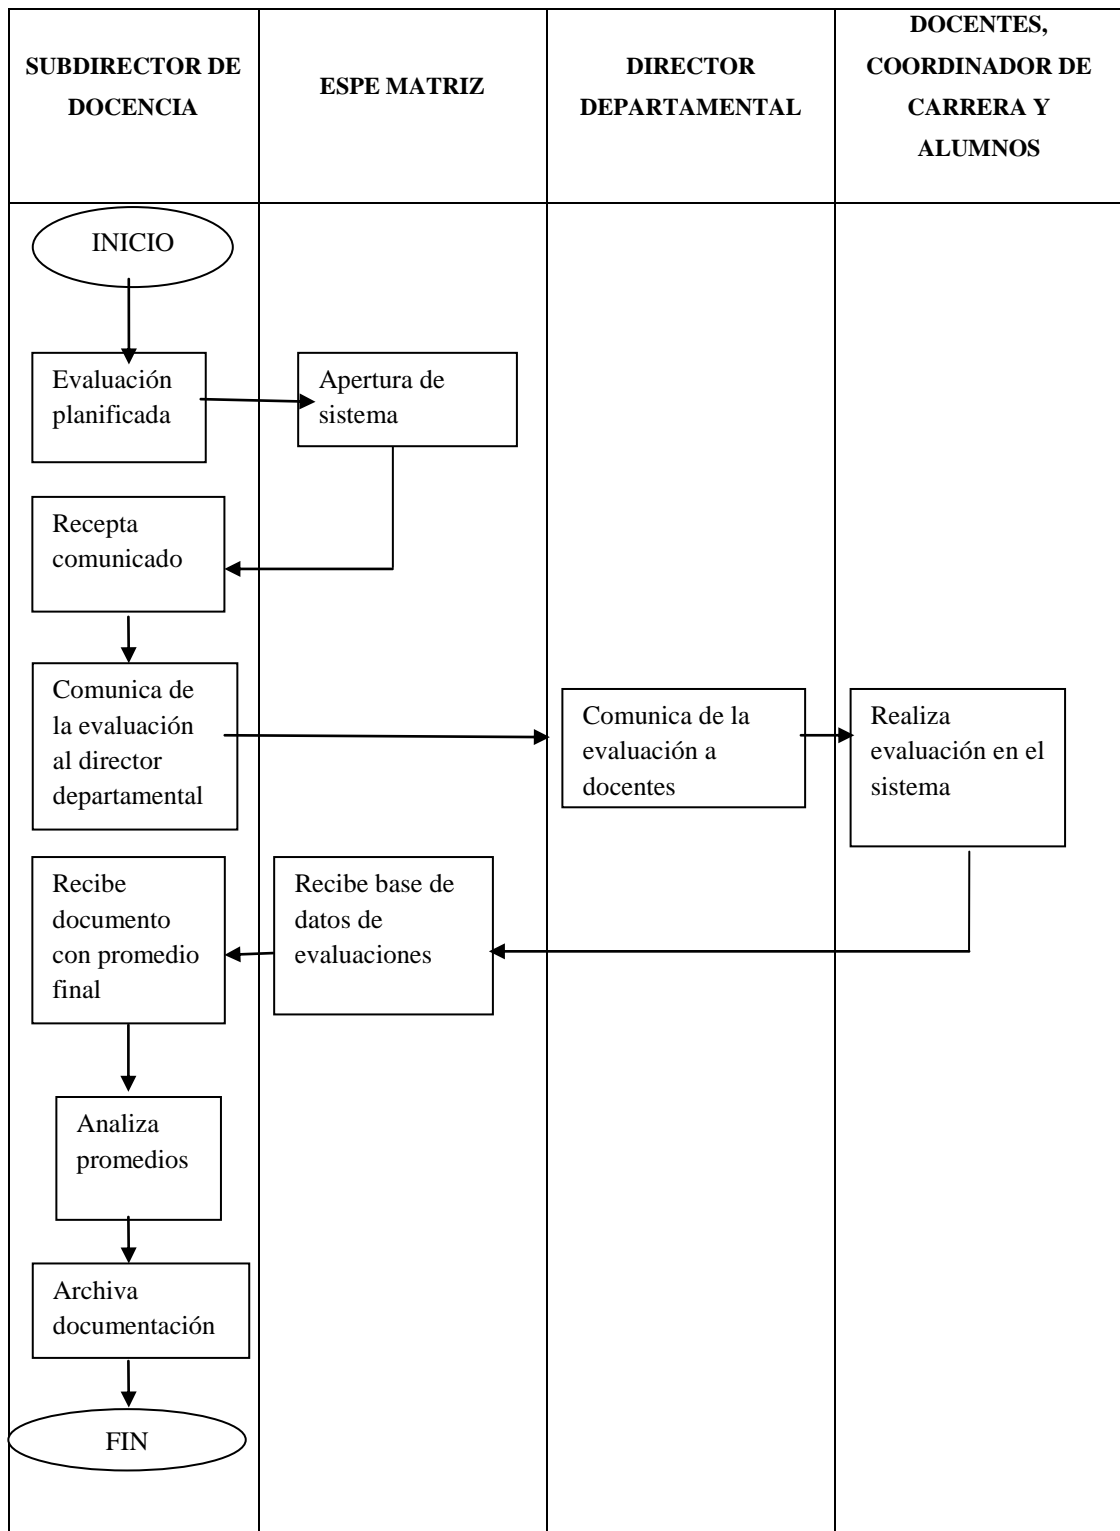 SUBDIRECTOR DE
DOCENCIA
ESPE MATRIZ
DIRECTOR
DEPARTAMENTAL
DOCENTES,
COORDINADOR DE
CARRERA Y
ALUMNOS
INICIO
Evaluación
planificada
Apertura de
sistema
Recepta
comunicado
Comunica de
la evaluación
al director
departamental
Comunica de la
evaluación a
docentes
Realiza
evaluación en el
sistema
Recibe
documento
con promedio
final
Recibe base de
datos de
evaluaciones
Analiza
promedios
Archiva
documentación
FIN